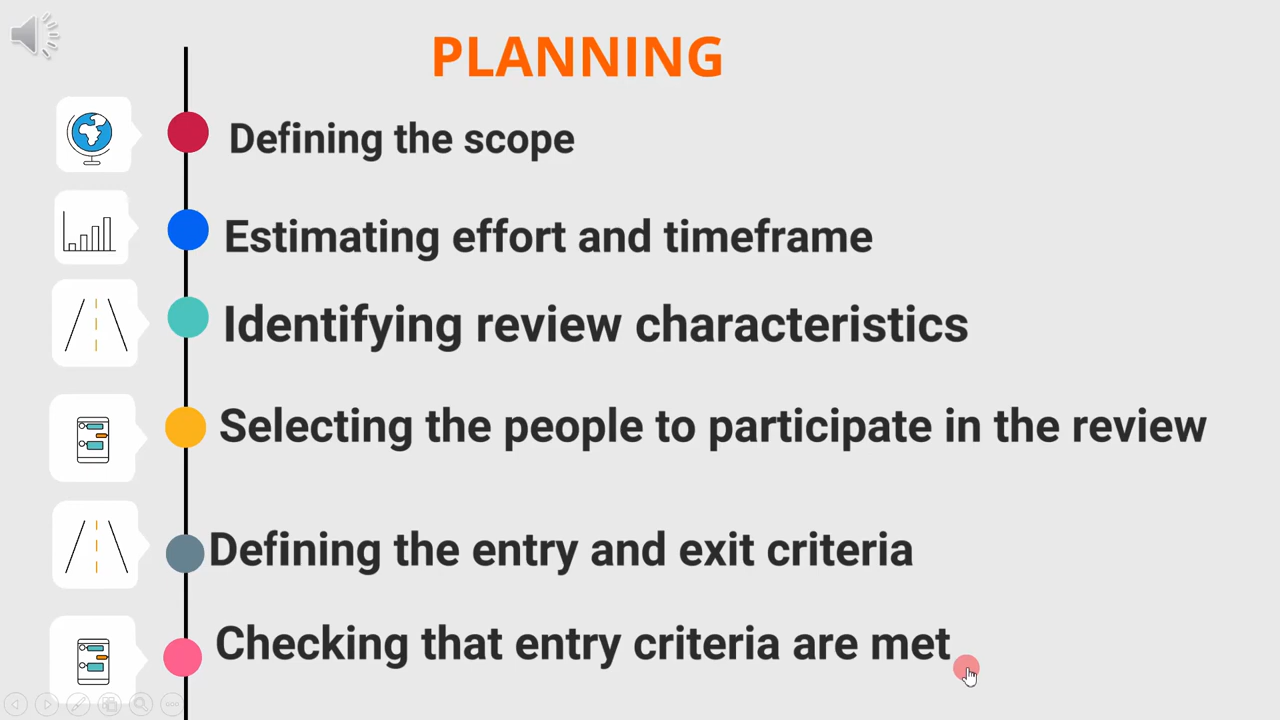 PLANNING
Defining the scope
Estimating effort and timeframe
Identifying review characteristics
Selecting the people to participate in the review
Defining the entry and exit criteria
Checking that entry criteria are met